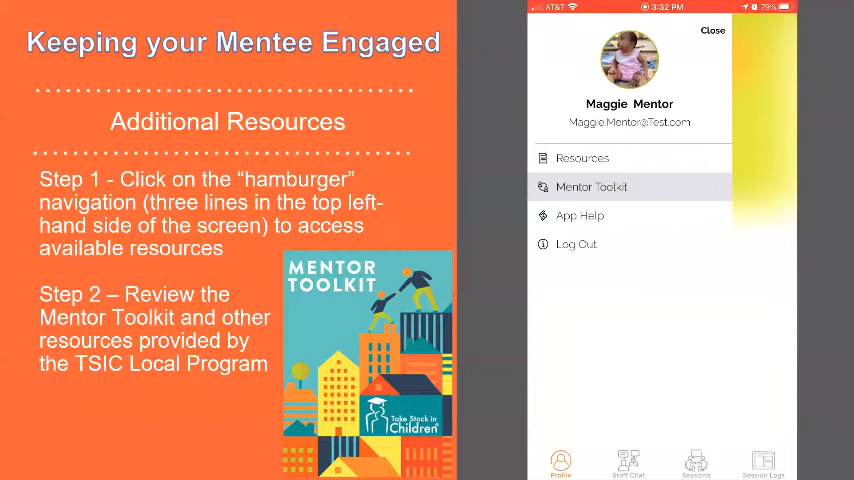 Keeping your Mentee Engaged
Additional Resources
Step 1 - Click on the “hamburger”
navigation (three lines in the top left-
hand side of the screen) to access
available resources
Step 2 – Review the
Mentor Toolkit and other
resources provided by
the TSIC Local Program
MENTOR
TOOLKIT
Take Stock in
Children
AT&T
3:32 PM
79%
Close
Maggie Mentor
Maggie.Mentor@Test.com
Resources
Mentor Toolkit
App Help
Log Out
Profile
Staff Chat
Sessions
Session Logs